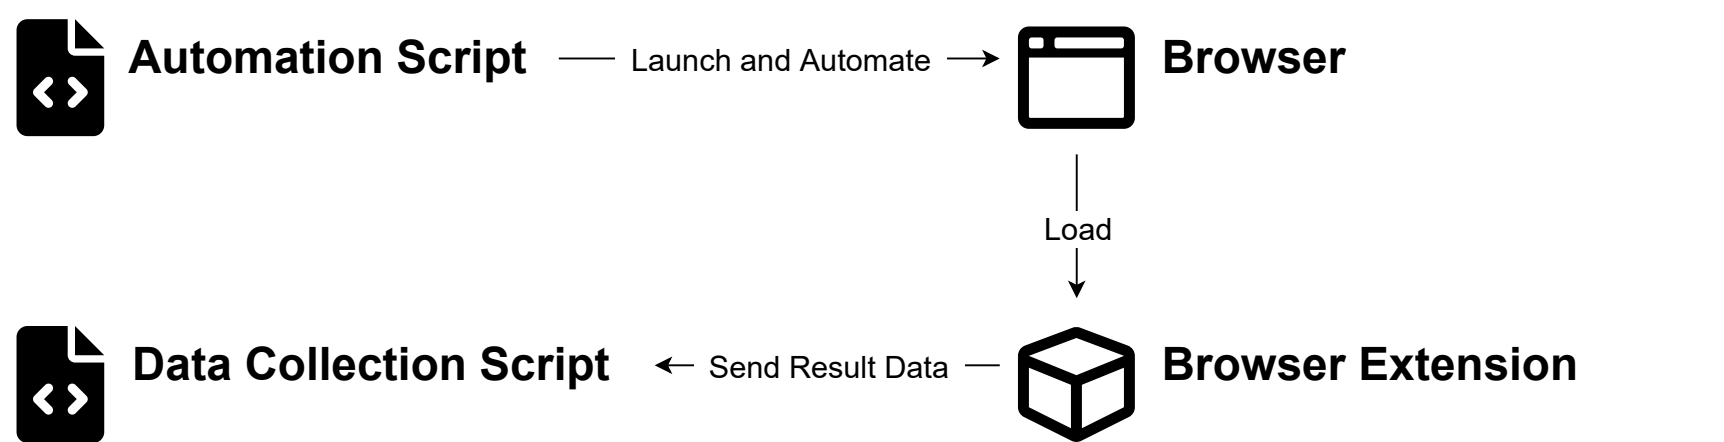 Automation Script
Launch and Automate
Browser
Load
Data Collection Script
Send Result Data
Browser Extension